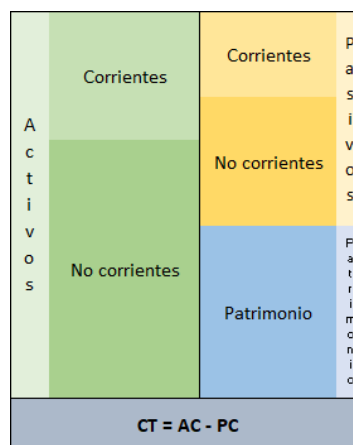 Activos
Corrientes
No corrientes
Corrientes
No corrientes
Patrimonio
Pasivos
Patrimonio
CT = AC - PC